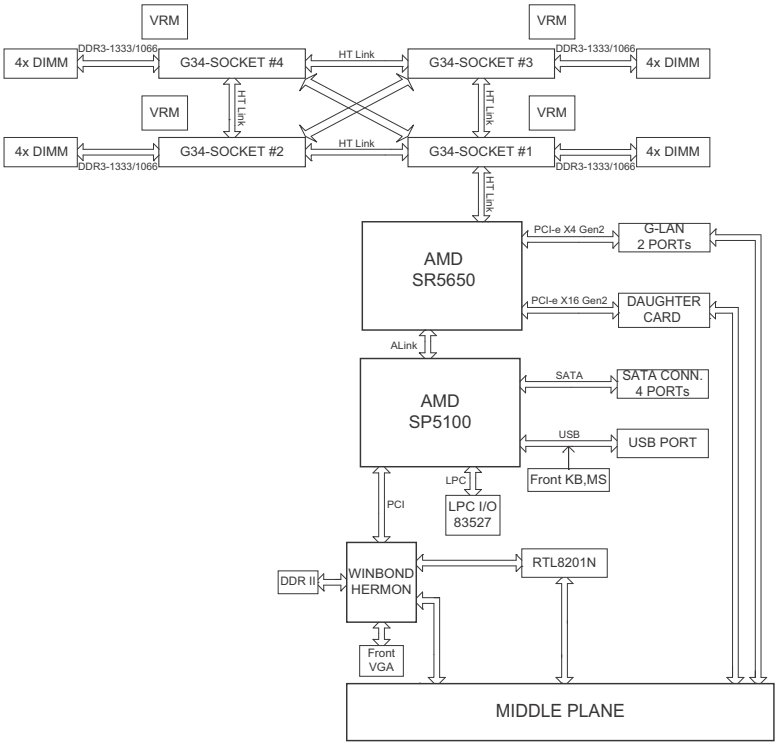 VRM
VRM
DDR3-1333/1066
HT Link
DDR3-1333/1066
4x DIMM
G34-SOCKET #4
G34-SOCKET #3
4x DIMM
HT Link
HT Link
VRM
VRM
HT Link
4x DIMM
G34-SOCKET #2
G34-SOCKET #1
4x DIMM
DDR3-1333/1066
DDR3-1333/1066
HT Link
AMD
SR5650
PCI-e X4 Gen2
G-LAN
2 PORTs
PCI-e X16 Gen2
DAUGHTER
CARD
ALink
AMD
SP5100
SATA
SATA CONN.
4 PORTs
USB
USB PORT
Front KB,MS
LPC
PCI
LPC I/O
83527
WINBOND
HERMON
RTL8201N
DDR II
Front
VGA
MIDDLE PLANE